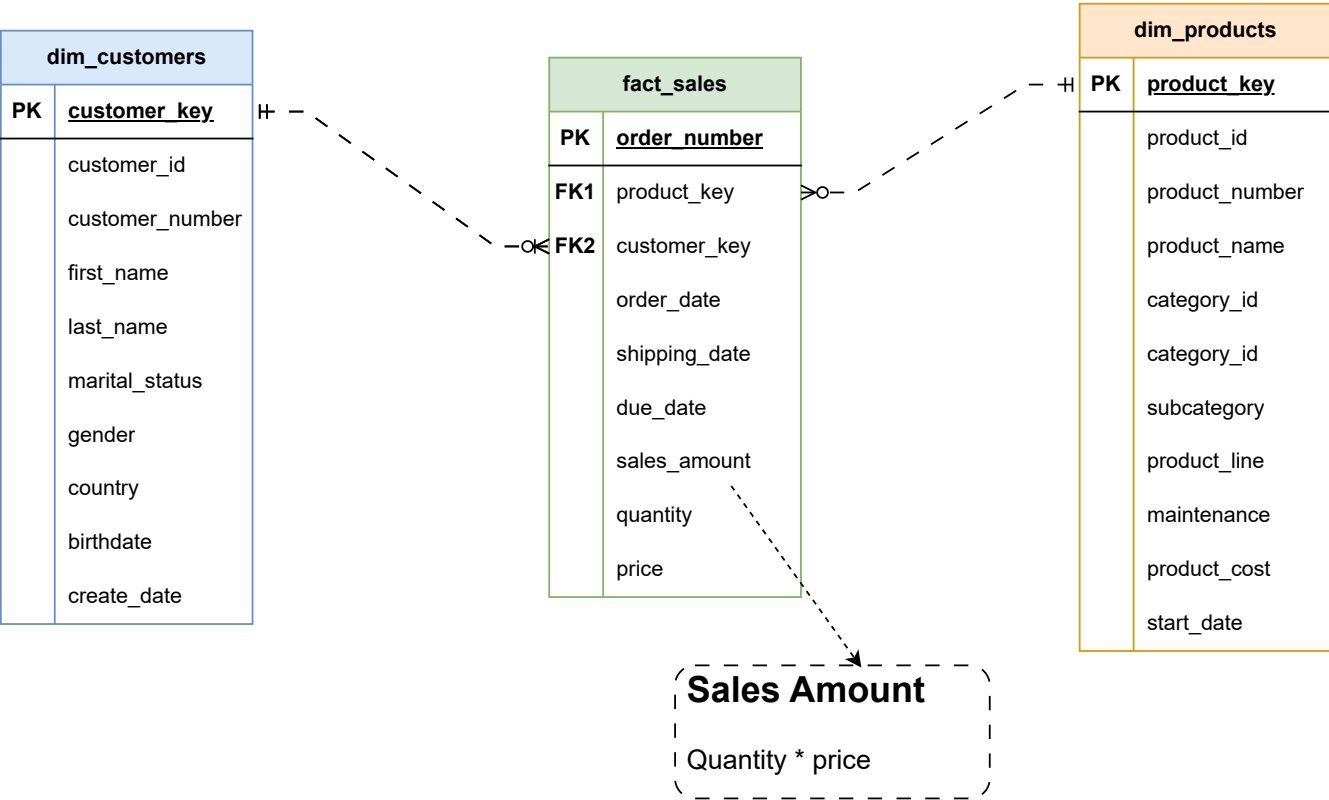 dim_customers
PK customer_key
customer_id
customer_number
first_name
last_name
marital_status
gender
country
birthdate
create_date
fact_sales
PK order_number
FK1 product_key
FK2 customer_key
order_date
shipping_date
due_date
sales_amount
quantity
price
dim_products
PK product_key
product_id
product_number
product_name
category_id
category_id
subcategory
product_line
maintenance
product_cost
start_date
Sales Amount
Quantity * price